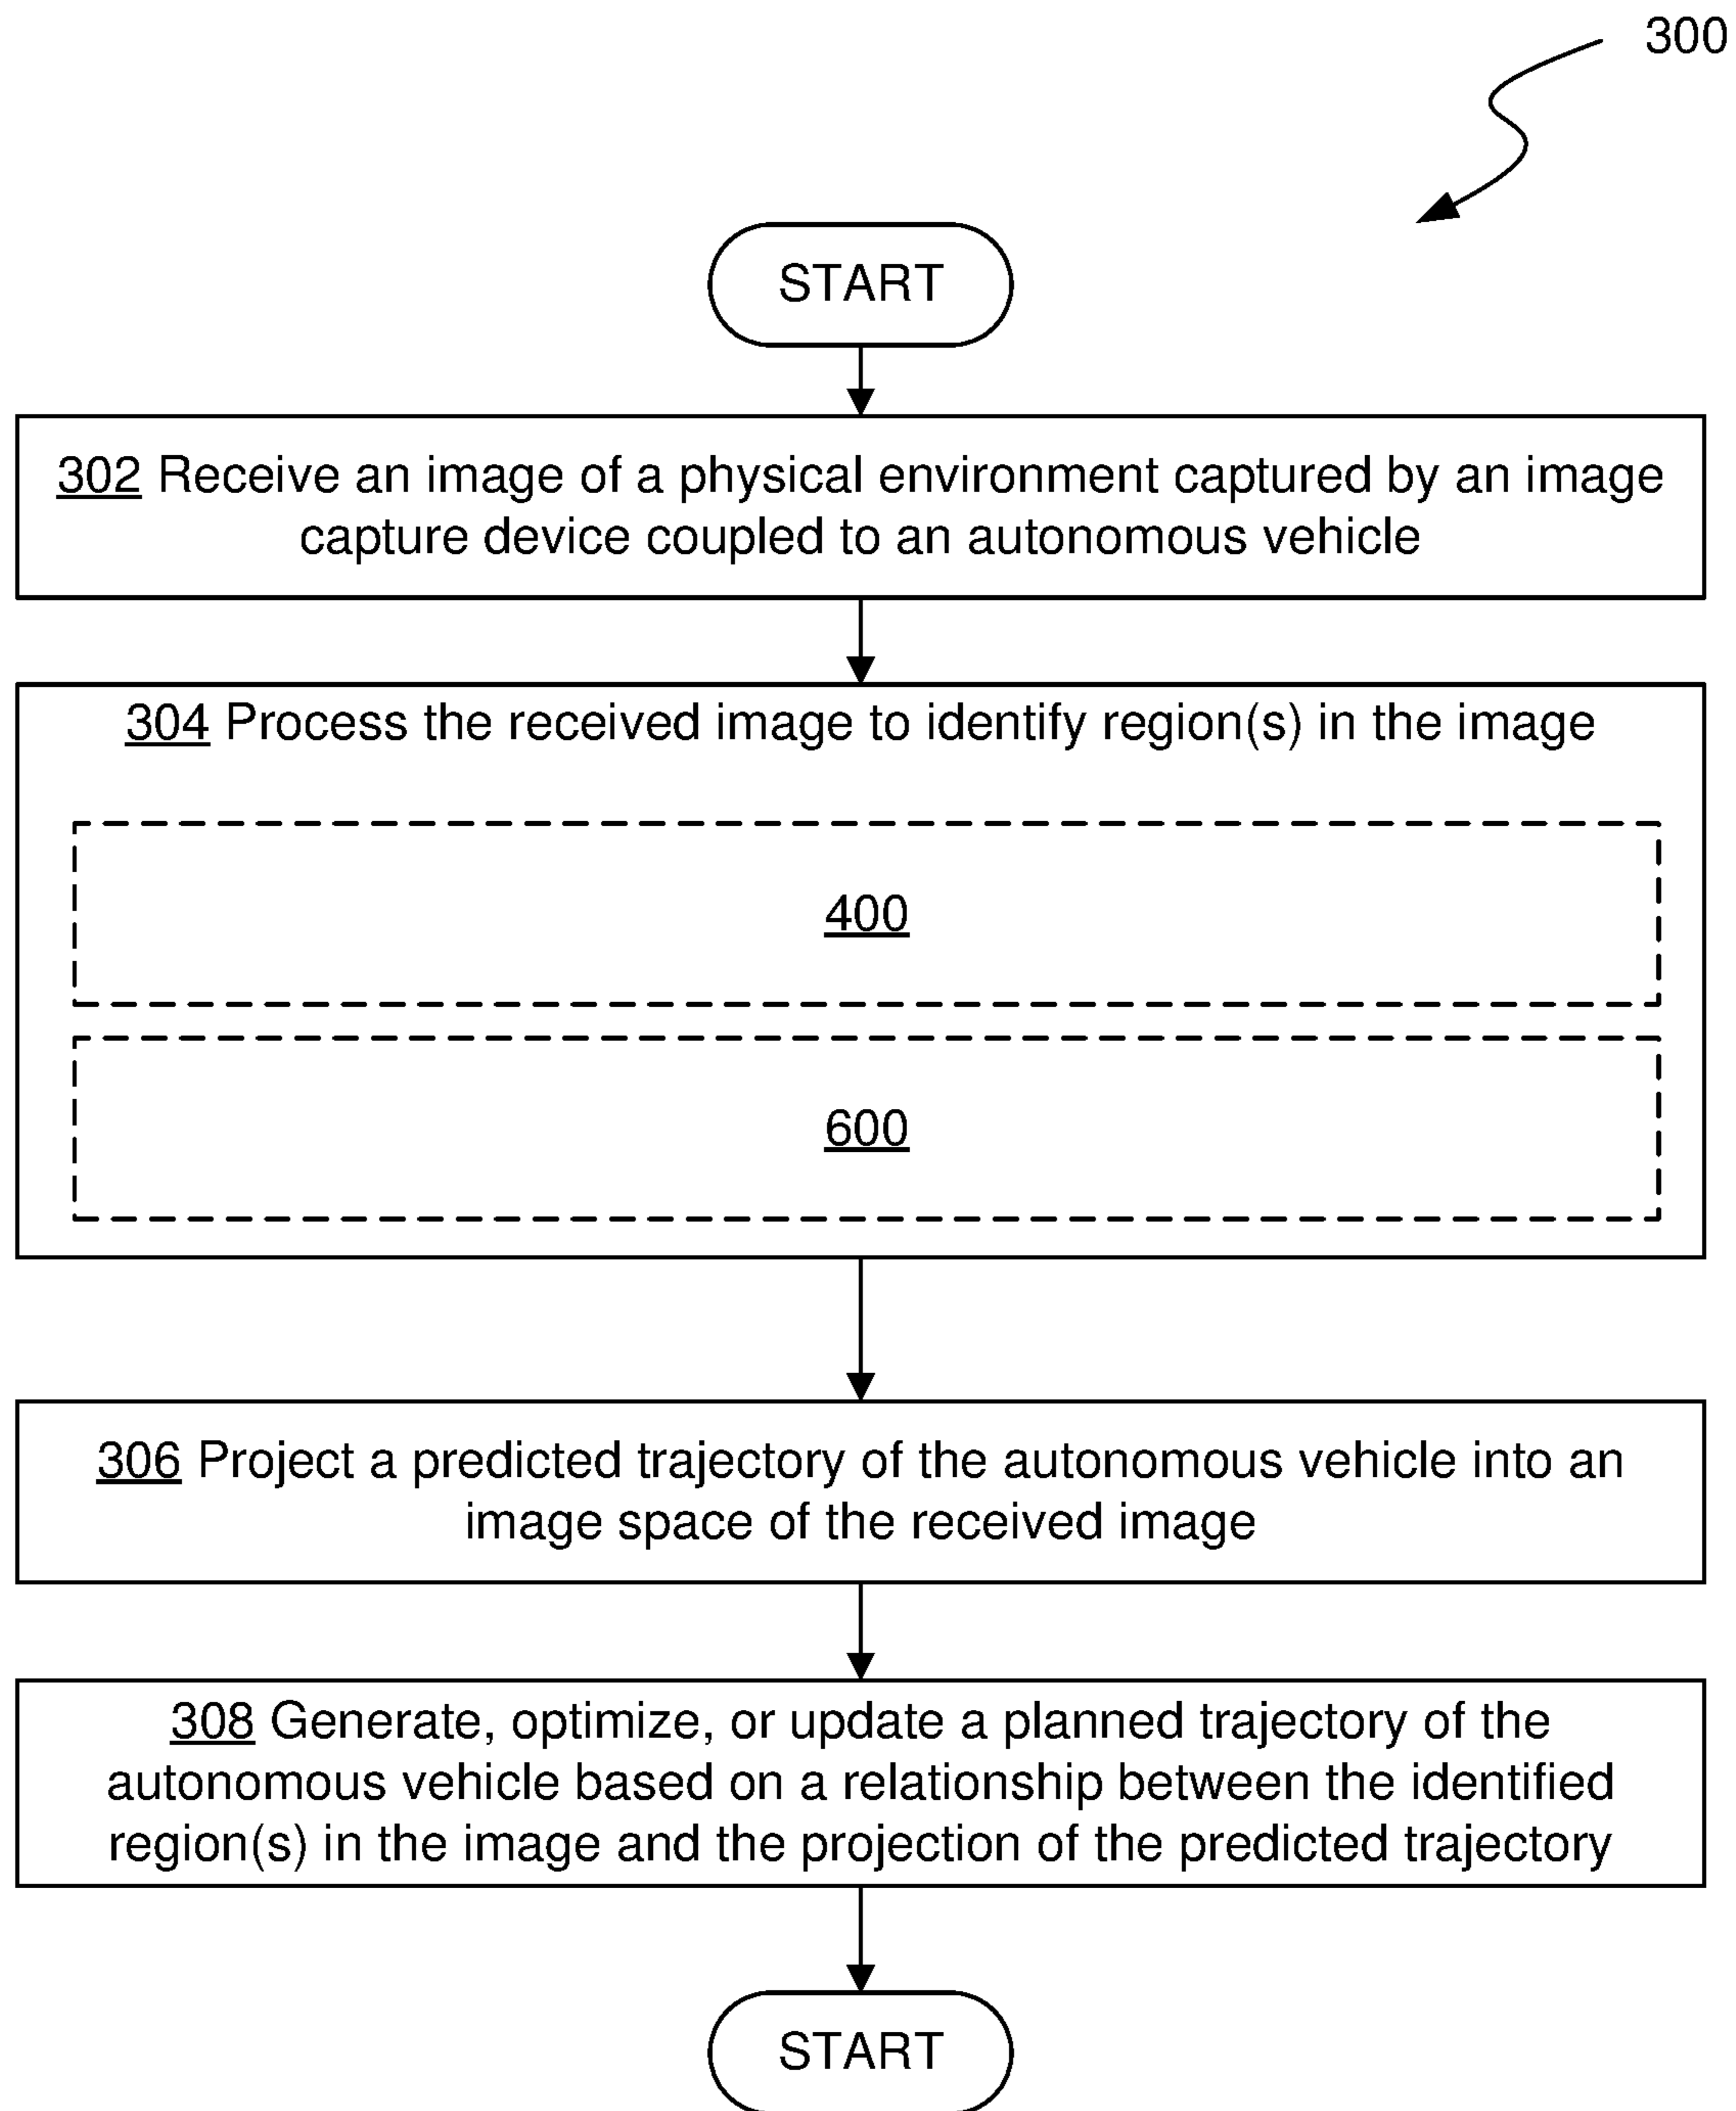 300
START
302 Receive an image of a physical environment captured by an image
capture device coupled to an autonomous vehicle
304 Process the received image to identify region(s) in the image
400
600
306 Project a predicted trajectory of the autonomous vehicle into an
image space of the received image
308 Generate, optimize, or update a planned trajectory of the
autonomous vehicle based on a relationship between the identified
region(s) in the image and the projection of the predicted trajectory
START